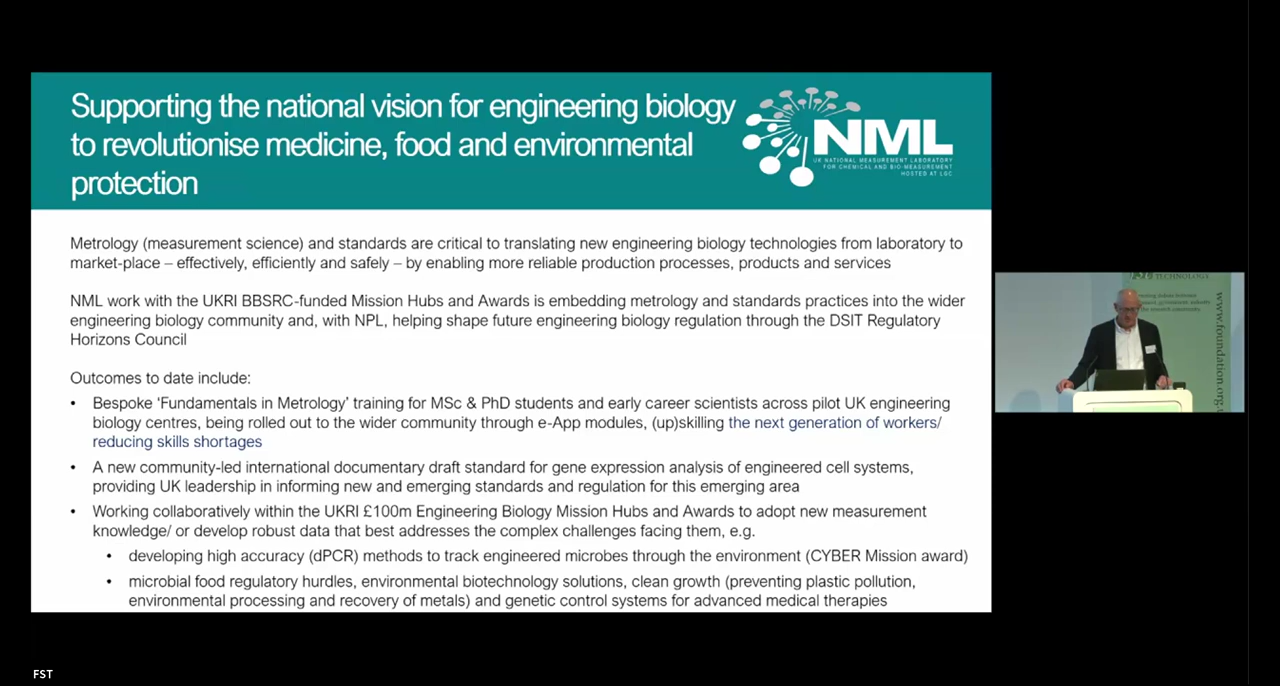 Supporting the national vision for engineering biology
to revolutionise medicine, food and environmental
protection
NML
UK NATIONAL MEASUREMENT LABORATORY
FOR CHEMICAL AND BIO-MEASUREMENT
HOSTED AT LGC
Metrology (measurement science) and standards are critical to translating new engineering biology technologies from laboratory to
market-place – effectively, efficiently and safely – by enabling more reliable production processes, products and services
NML work with the UKRI BBSRC-funded Mission Hubs and Awards is embedding metrology and standards practices into the wider
engineering biology community and, with NPL, helping shape future engineering biology regulation through the DSIT Regulatory
Horizons Council
Outcomes to date include:
• Bespoke ‘Fundamentals in Metrology’ training for MSc & PhD students and early career scientists across pilot UK engineering
biology centres, being rolled out to the wider community through e-App modules, (up)skilling the next generation of workers/
reducing skills shortages
• A new community-led international documentary draft standard for gene expression analysis of engineered cell systems,
providing UK leadership in informing new and emerging standards and regulation for this emerging area
• Working collaboratively within the UKRI £100m Engineering Biology Mission Hubs and Awards to adopt new measurement
knowledge/ or develop robust data that best addresses the complex challenges facing them, e.g.
• developing high accuracy (dPCR) methods to track engineered microbes through the environment (CYBER Mission award)
• microbial food regulatory hurdles, environmental biotechnology solutions, clean growth (preventing plastic pollution,
environmental processing and recovery of metals) and genetic control systems for advanced medical therapies
TECHNOLOGY
www.foundation.org.u
FST